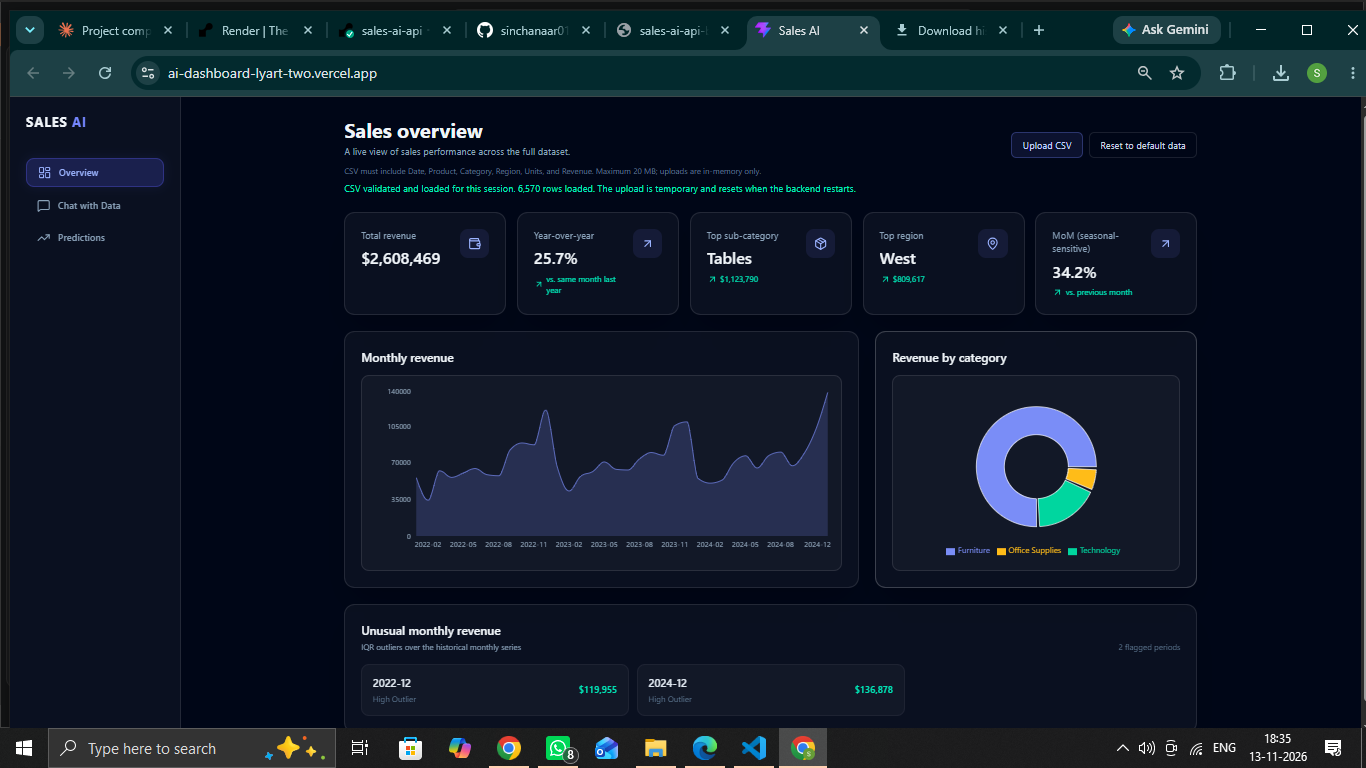 Project comp
Render | The
sales-ai-api
sinchanaar01
sales-ai-api-
Sales AI
Download hi
Ask Gemini
ai-dashboard-lyart-two.vercel.app
S
SALES AI
Overview
Chat with Data
Predictions
Sales overview
A live view of sales performance across the full dataset.
CSV must include Date, Product, Category, Region, Units, and Revenue. Maximum 20 MB; uploads are in-memory only.
CSV validated and loaded for this session. 6,570 rows loaded. The upload is temporary and resets when the backend restarts.
Upload CSV
Reset to default data
Total revenue
$2,608,469
Year-over-year
25.7%
vs. same month last
year
Top sub-category
Tables
$1,123,790
Top region
West
$809,617
MoM (seasonal-
sensitive)
34.2%
vs. previous month
Monthly revenue
140000
105000
70000
35000
0
2022-02 2022-05 2022-08 2022-11 2023-02 2023-05 2023-08 2023-11 2024-02 2024-05 2024-08 2024-12
Revenue by category
Furniture Office Supplies Technology
Unusual monthly revenue
IQR outliers over the historical monthly series
2 flagged periods
2022-12
High Outlier
$119,955
2024-12
High Outlier
$136,878
Type here to search
8
ENG
18:35
13-11-2026